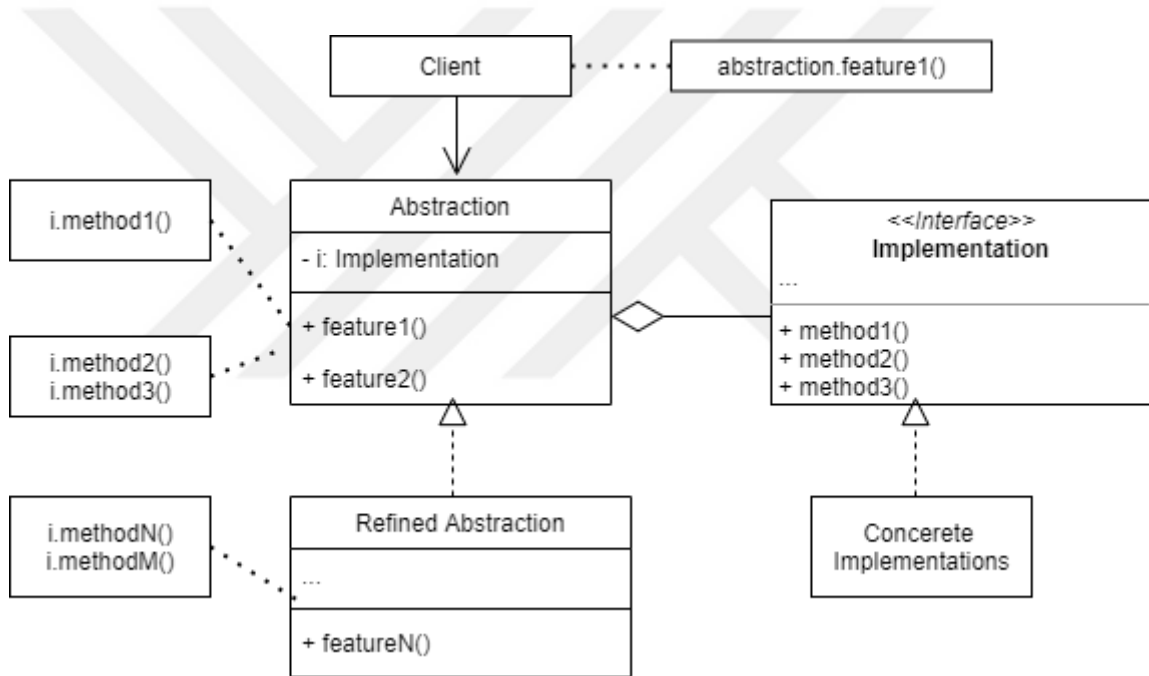 Client
abstraction.feature1()
i.method1()
Abstraction
- i: Implementation
+ feature1()
+ feature2()
<<Interface>>
Implementation
...
+ method1()
+ method2()
+ method3()
i.method2()
i.method3()
i.methodN()
i.methodM()
Refined Abstraction
...
+ featureN()
Concerete
Implementations